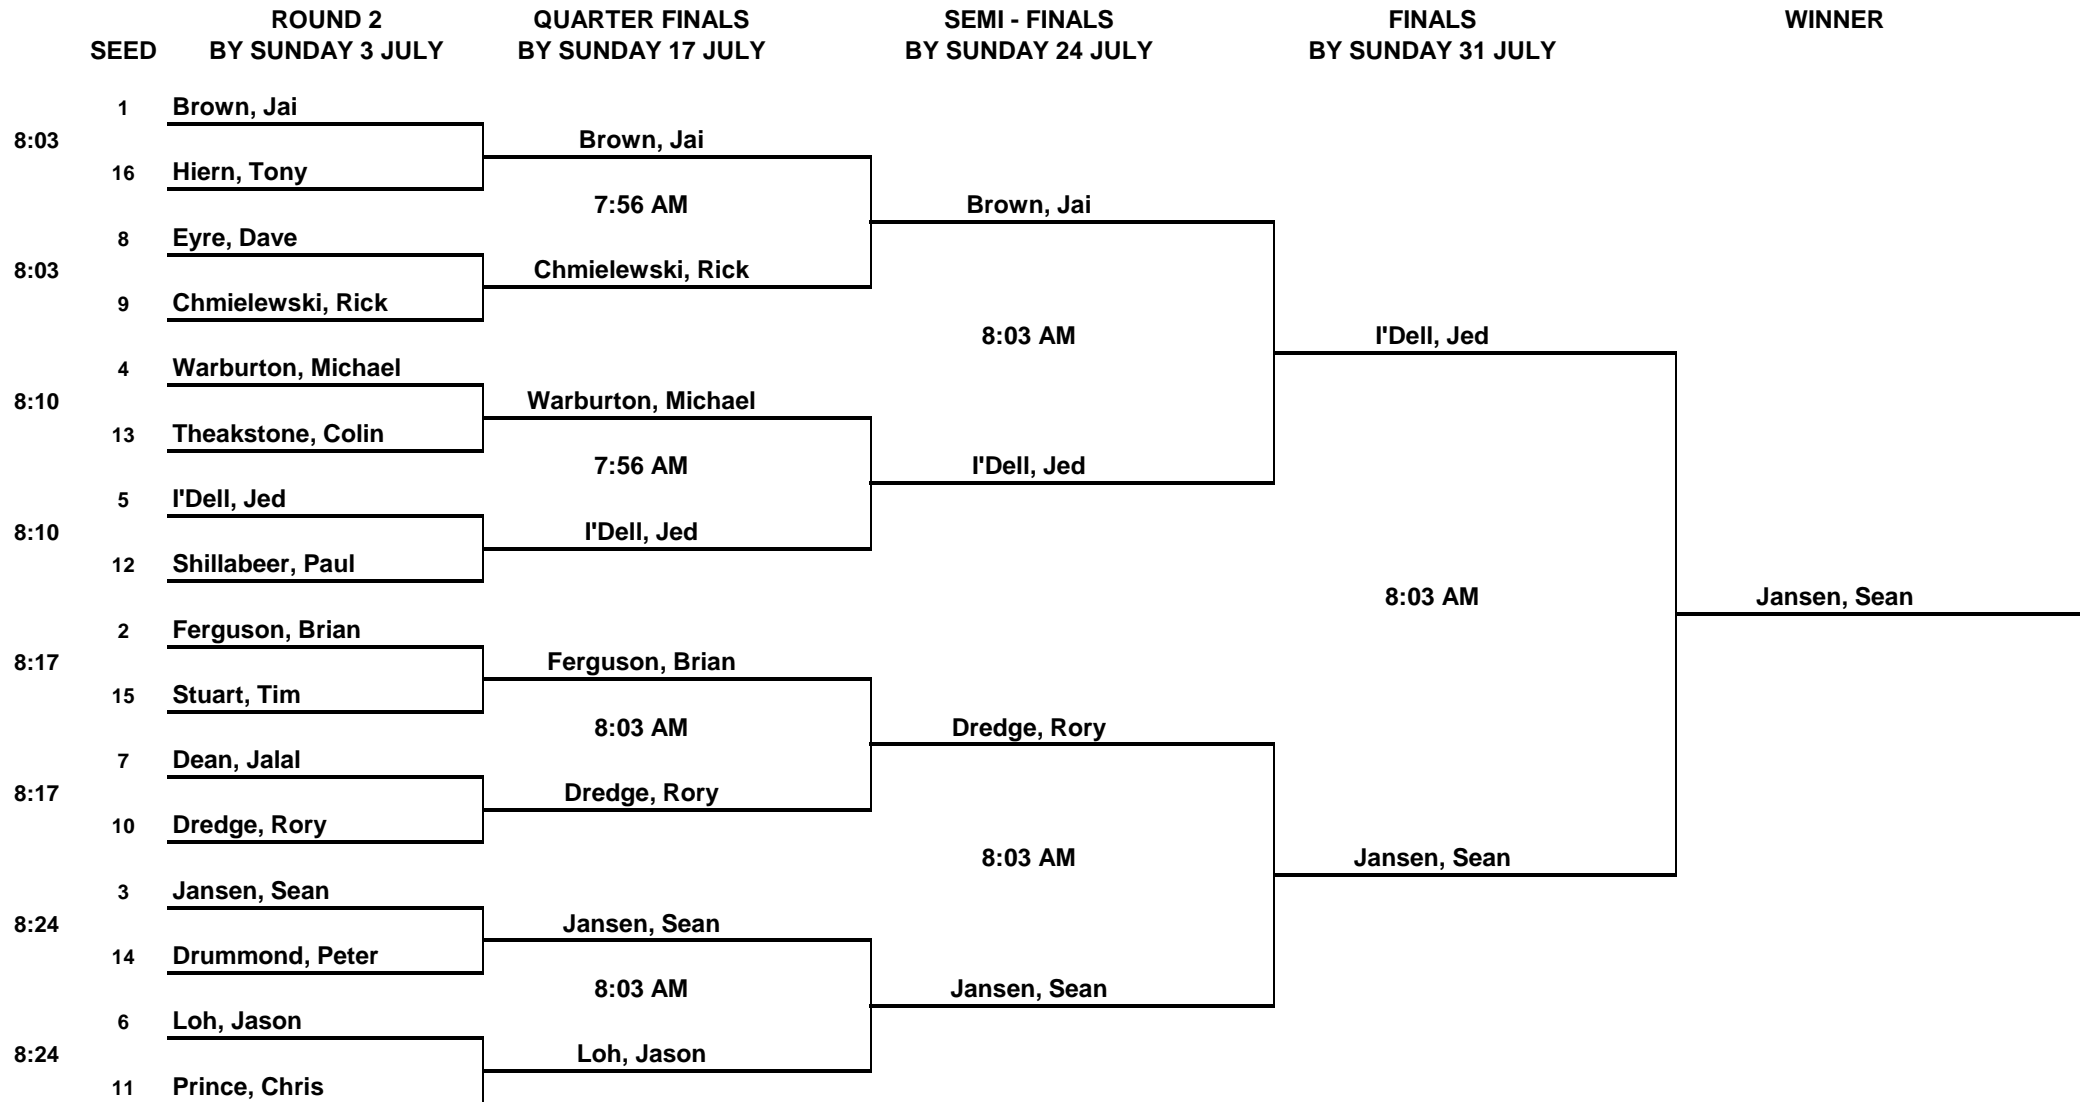 ROUND 2 QUARTER FINALS SEMI - FINALS FINALS WINNER
SEED BY SUNDAY 3 JULY BY SUNDAY 17 JULY BY SUNDAY 24 JULY BY SUNDAY 31 JULY
1 Brown, Jai
8:03 Brown, Jai
16 Hiern, Tony
7:56 AM Brown, Jai
8 Eyre, Dave
8:03 Chmielewski, Rick
9 Chmielewski, Rick
8:03 AM I'Dell, Jed
4 Warburton, Michael
8:10 Warburton, Michael
13 Theakstone, Colin
7:56 AM I'Dell, Jed
5 I'Dell, Jed
8:10 I'Dell, Jed
12 Shillabeer, Paul
8:03 AM Jansen, Sean
2 Ferguson, Brian
8:17 Ferguson, Brian
15 Stuart, Tim
8:03 AM Dredge, Rory
7 Dean, Jalal
8:17 Dredge, Rory
10 Dredge, Rory
8:03 AM Jansen, Sean
3 Jansen, Sean
8:24 Jansen, Sean
14 Drummond, Peter
8:03 AM Jansen, Sean
6 Loh, Jason
8:24 Loh, Jason
11 Prince, Chris